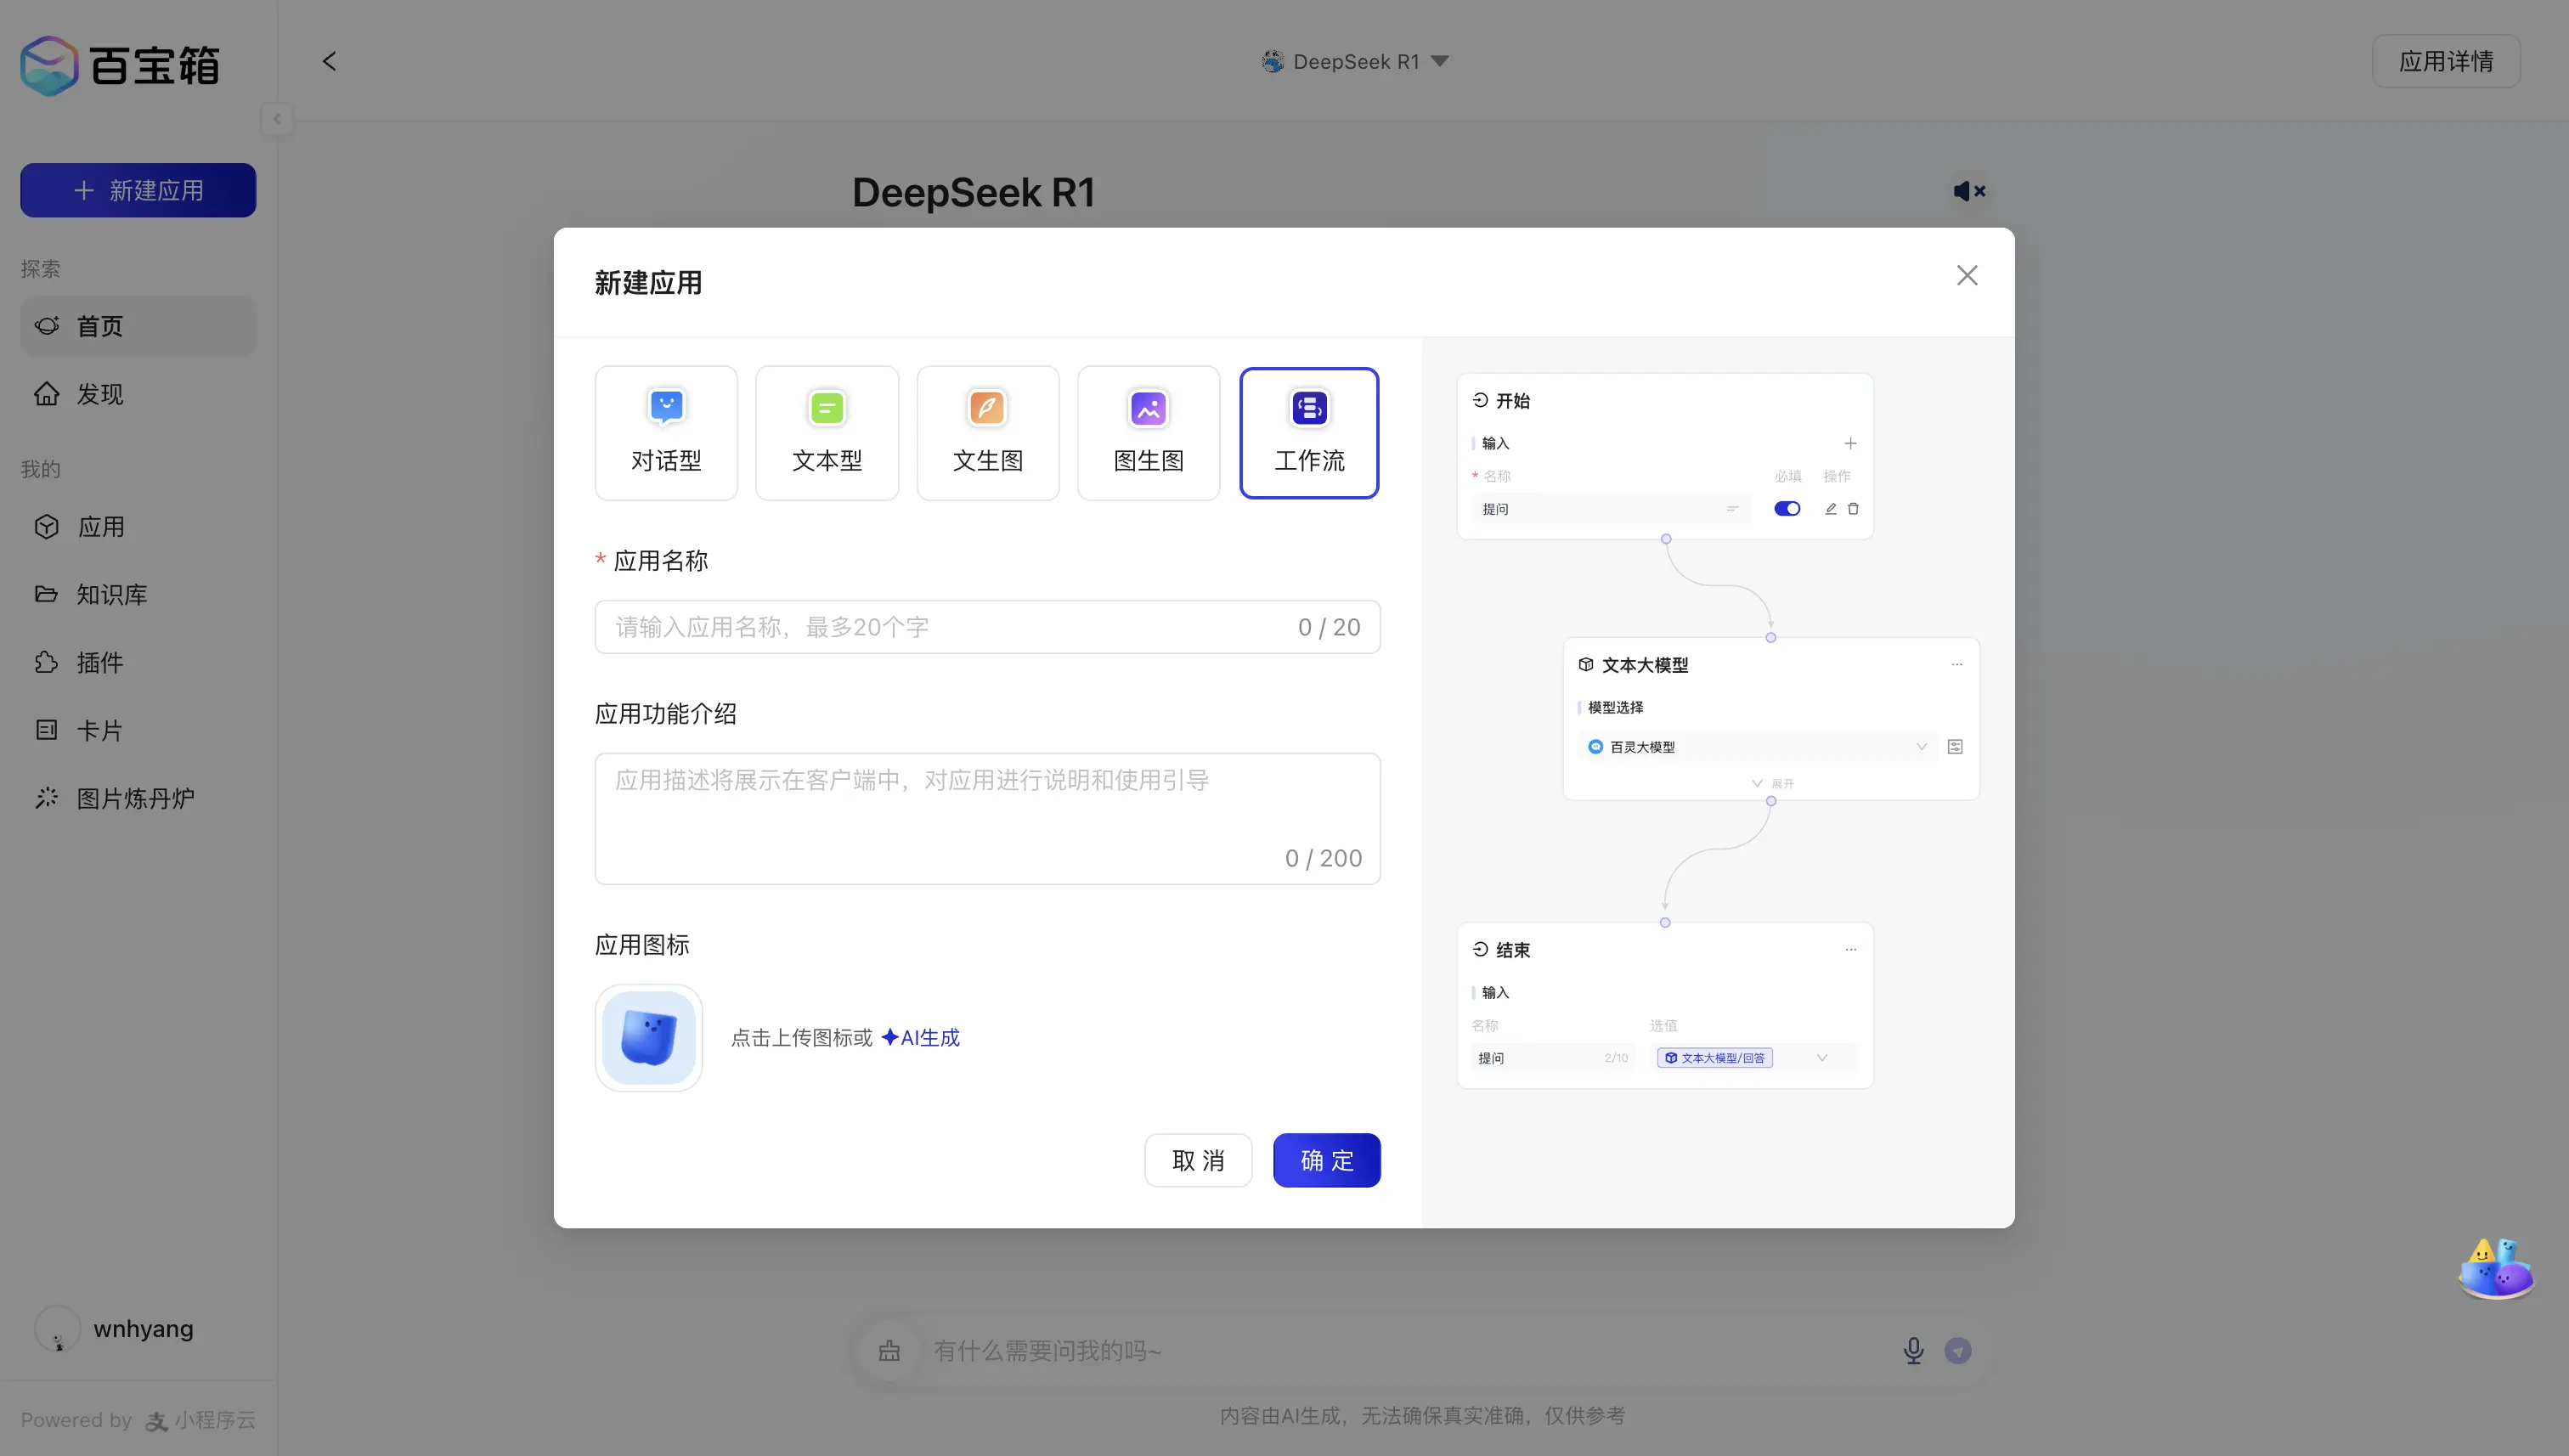 百宝箱
新建应用
探索
首页
发现
我的
应用
知识库
插件
卡片
图片炼丹炉
wnhyang
Powered by 支 小程序云
DeepSeek R1
应用详情
DeepSeek R1
新建应用
对话型
文本型
文生图
图生图
工作流
* 应用名称
请输入应用名称，最多20个字
0 / 20
应用功能介绍
应用描述将展示在客户端中，对应用进行说明和使用引导
0 / 200
应用图标
点击上传图标或 AI生成
取 消
确 定
开始
输入
* 名称 必填 操作
提问
文本大模型
模型选择
百灵大模型
展开
结束
输入
名称 选值
提问 2/10 文本大模型/回答
有什么需要问我的吗~
内容由AI生成，无法确保真实准确，仅供参考